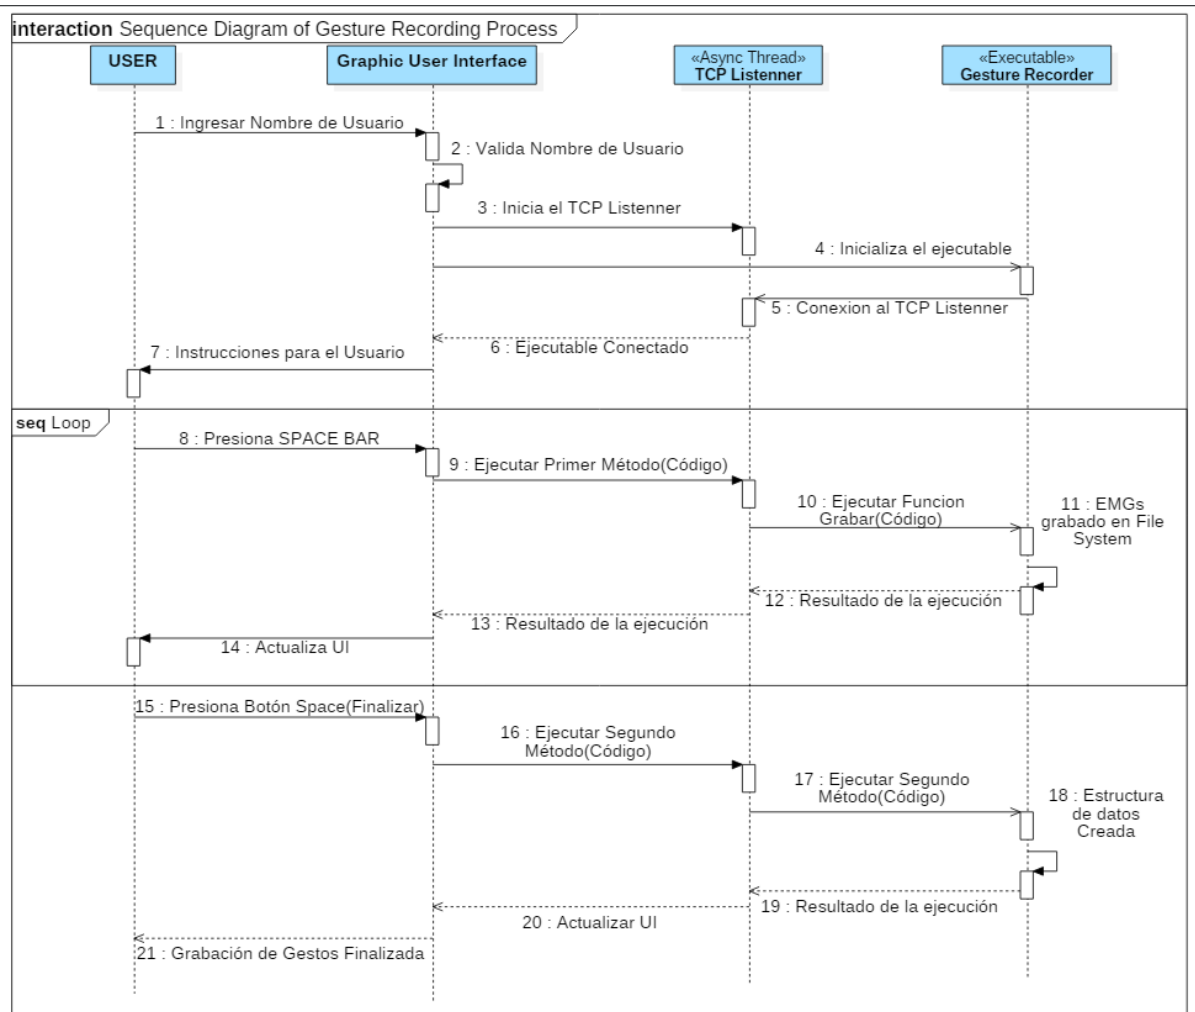 interaction Sequence Diagram of Gesture Recording Process
USER
Graphic User Interface
«Async Thread»
TCP Listenner
«Executable»
Gesture Recorder
1 : Ingresar Nombre de Usuario
2 : Valida Nombre de Usuario
3 : Inicia el TCP Listenner
4 : Inicializa el ejecutable
5 : Conexion al TCP Listenner
6 : Ejecutable Conectado
7 : Instrucciones para el Usuario
seq Loop
8 : Presiona SPACE BAR
9 : Ejecutar Primer Método(Código)
10 : Ejecutar Funcion
Grabar(Código)
11 : EMGs
grabado en File
System
12 : Resultado de la ejecución
13 : Resultado de la ejecución
14 : Actualiza UI
15 : Presiona Botón Space(Finalizar)
16 : Ejecutar Segundo
Método(Código)
17 : Ejecutar Segundo
Método(Código)
18 : Estructura
de datos
Creada
19 : Resultado de la ejecución
20 : Actualizar UI
21 : Grabación de Gestos Finalizada